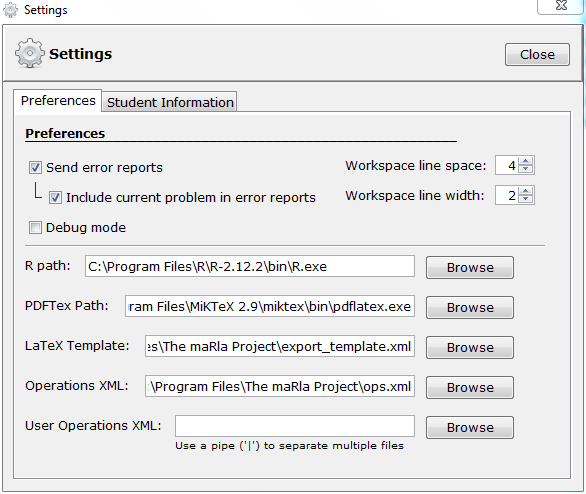 Settings
Settings
Close
Preferences
Student Information
Preferences
Send error reports
Workspace line space: 4
Include current problem in error reports
Workspace line width: 2
Debug mode
R path: C:\Program Files\R\R-2.12.2\bin\R.exe Browse
PDFTex Path: ram Files\MiKTeX 2.9\miktex\bin\pdflatex.exe Browse
LaTeX Template: es\The maRla Project\export_template.xml Browse
Operations XML: :\Program Files\The maRla Project\ops.xml Browse
User Operations XML: Browse
Use a pipe ('|') to separate multiple files